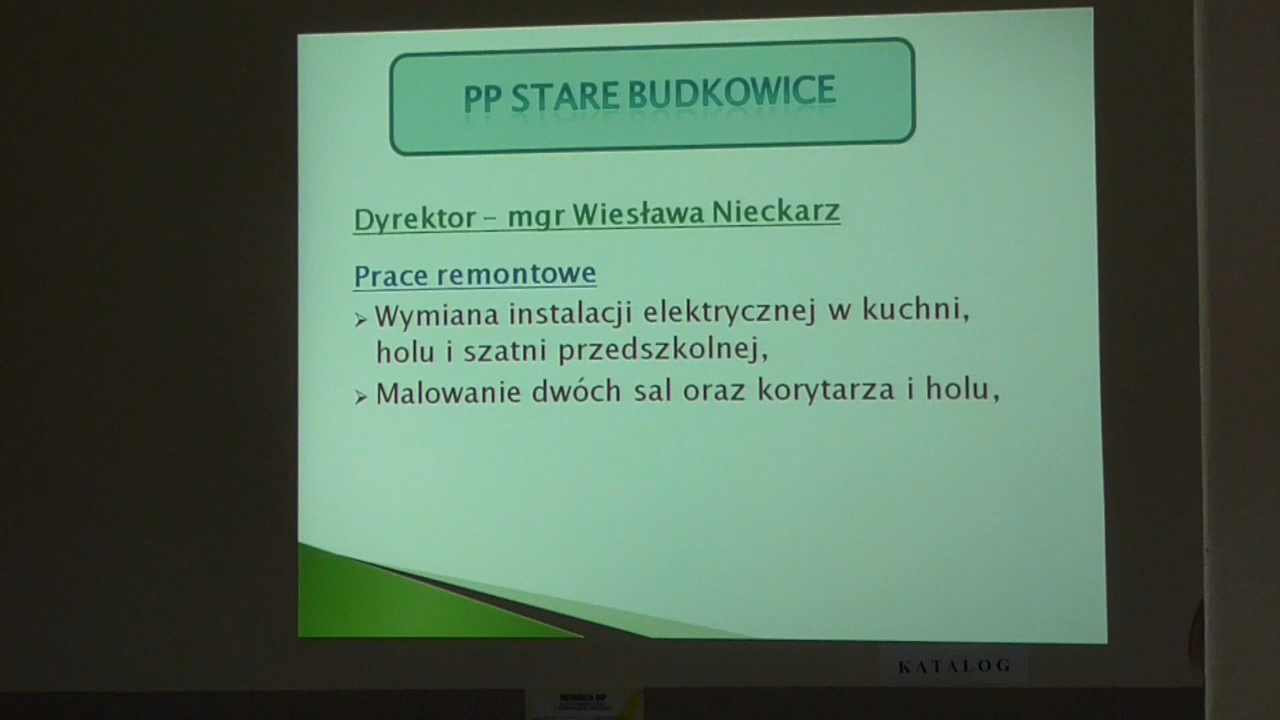 PP STARE BUDKOWICE
Dyrektor – mgr Wiesława Nieckarz
Prace remontowe
➢ Wymiana instalacji elektrycznej w kuchni,
holu i szatni przedszkolnej,
➢ Malowanie dwóch sal oraz korytarza i holu,
KATALOG